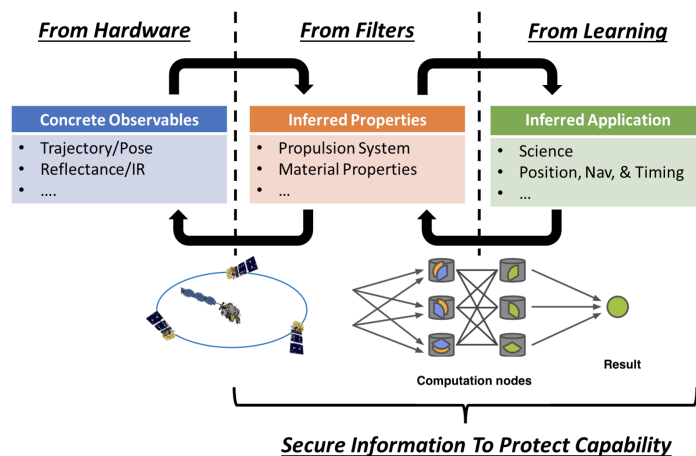 From Hardware
From Filters
From Learning
Concrete Observables
• Trajectory/Pose
• Reflectance/IR
• ….
Inferred Properties
• Propulsion System
• Material Properties
• …
Inferred Application
• Science
• Position, Nav, & Timing
• …
Computation nodes
Result
Secure Information To Protect Capability